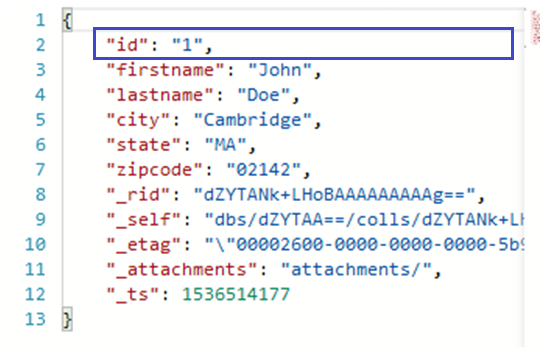 1 {
2 "id": "1",
3 "firstname": "John",
4 "lastname": "Doe",
5 "city": "Cambridge",
6 "state": "MA",
7 "zipcode": "02142",
8 "_rid": "dZYTANk+LHoBAAAAAAAAAg==",
9 "_self": "dbs/dZYTAA==/colls/dZYTANk+LH
10 "_etag": "\"00002600-0000-0000-0000-5b9
11 "_attachments": "attachments/",
12 "_ts": 1536514177
13 }